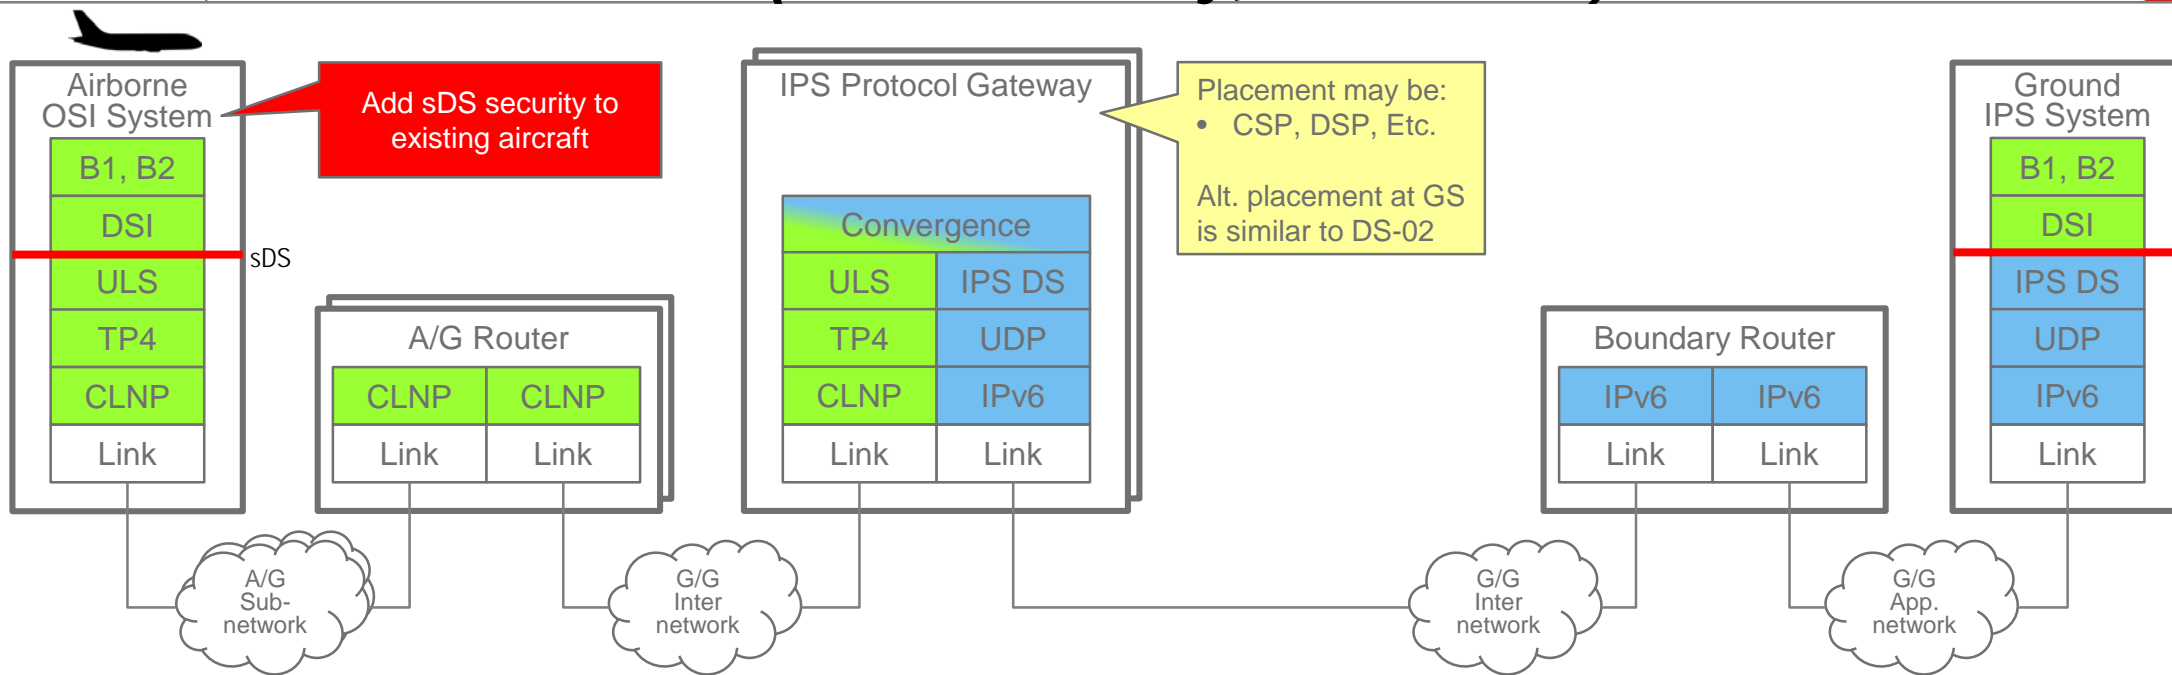 Airborne
OSI System
B1, B2
DSI
sDS
ULS
TP4
CLNP
Link
Add sDS security to
existing aircraft
A/G Router
CLNP CLNP
Link Link
IPS Protocol Gateway
Convergence
ULS IPS DS
TP4 UDP
CLNP IPv6
Link Link
Placement may be:
• CSP, DSP, Etc.
Alt. placement at GS
is similar to DS-02
Boundary Router
IPv6 IPv6
Link Link
Ground
IPS System
B1, B2
DSI
IPS DS
UDP
IPv6
Link
A/G
Sub-
network
G/G
Inter
network
G/G
Inter
network
G/G
App.
network